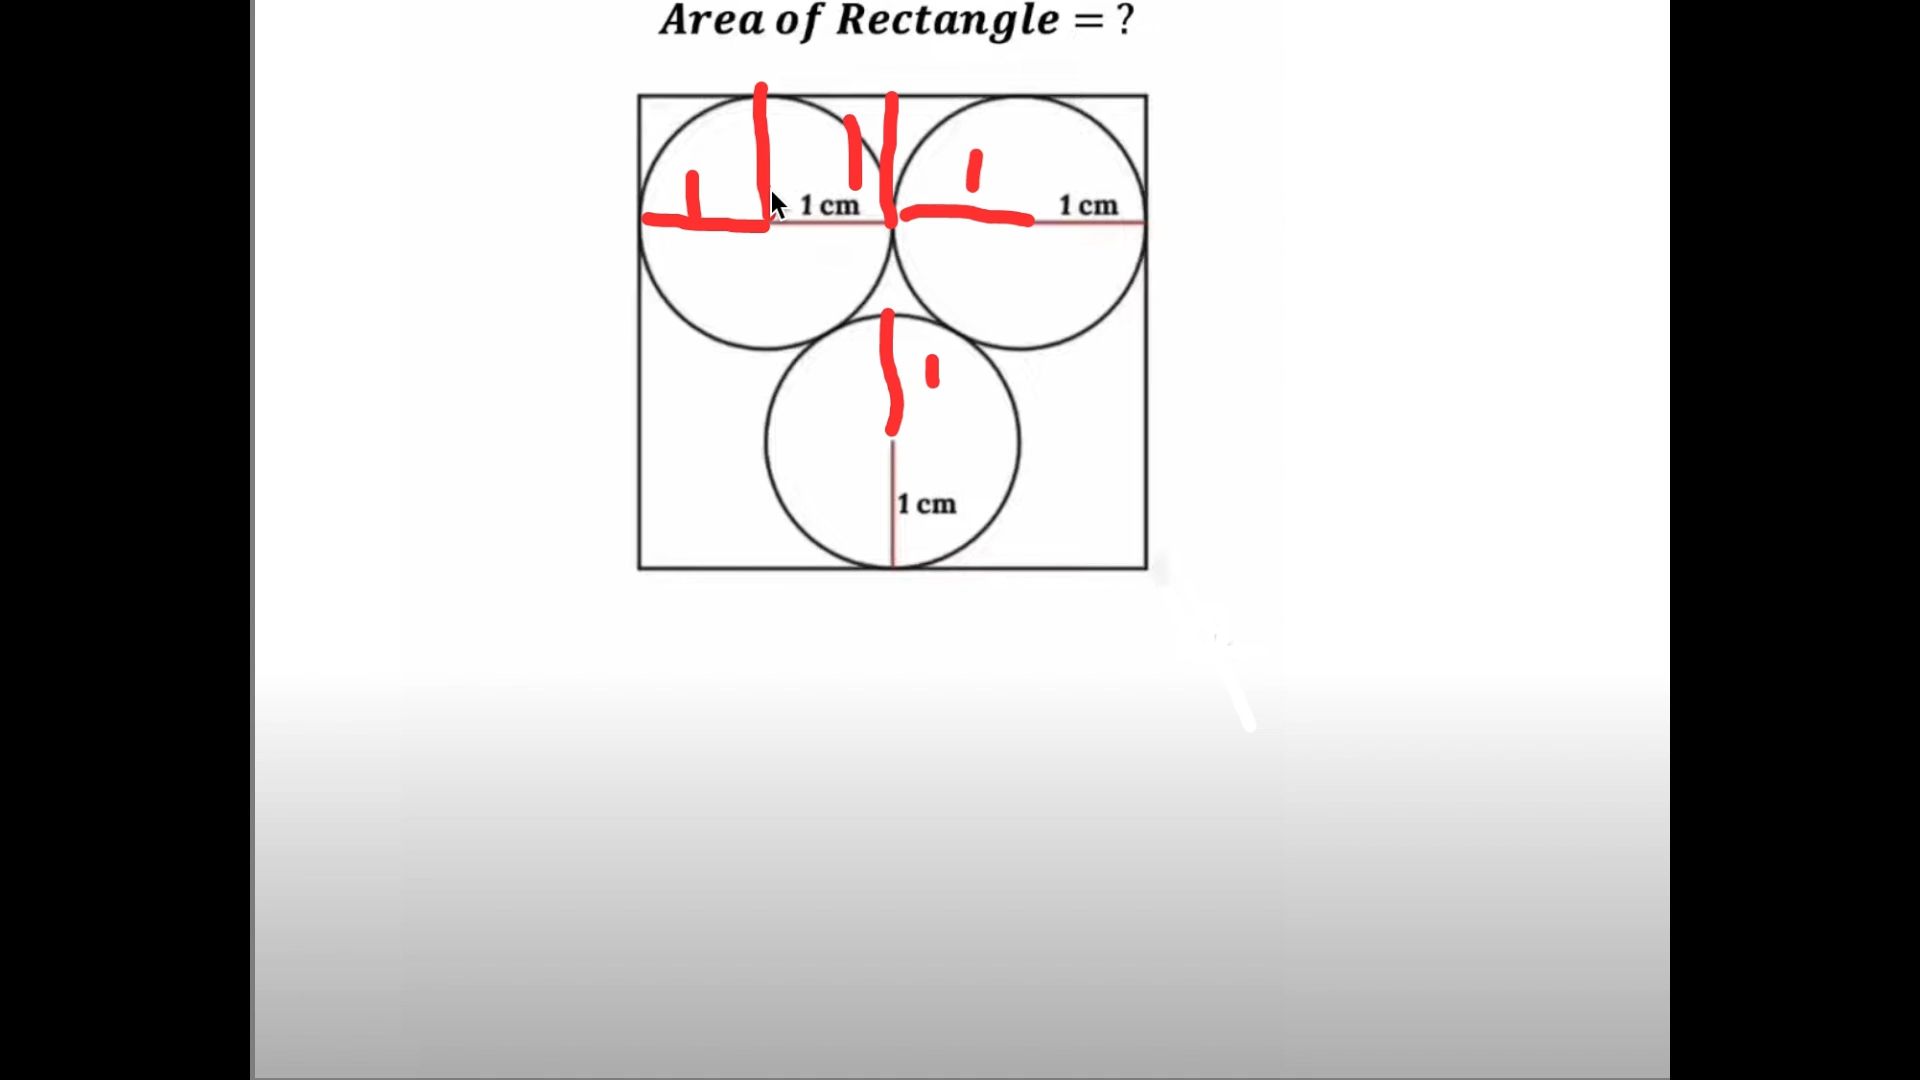 Area of Rectangle = ?
1 1
1 cm 1 cm
1
1
1 cm